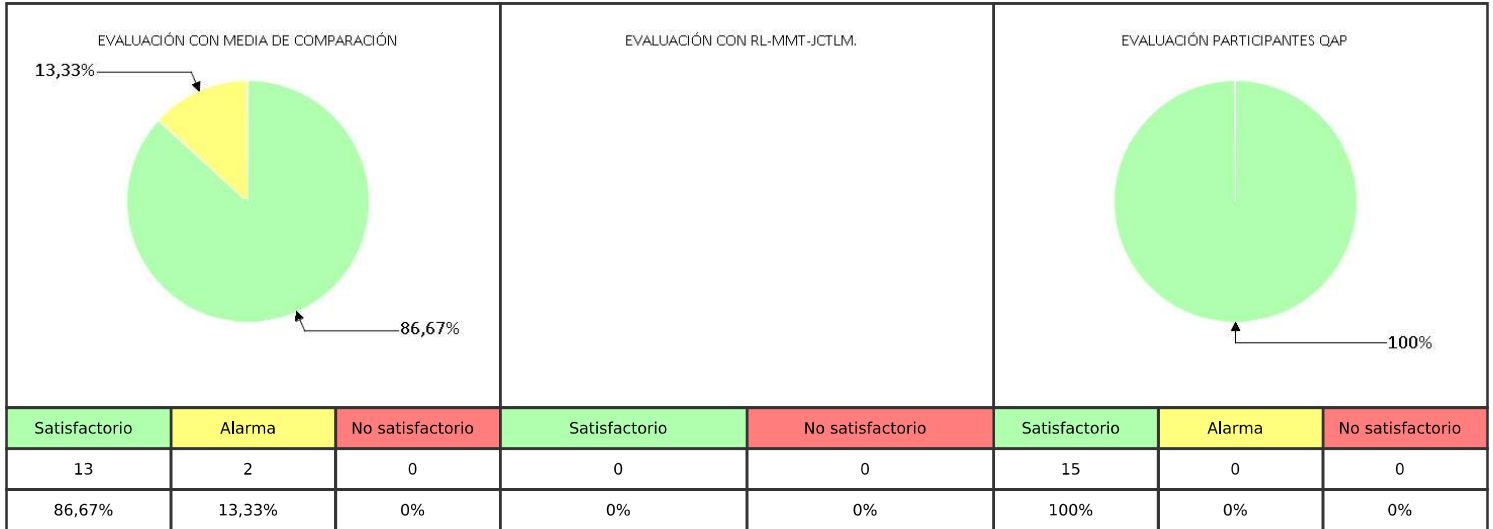 EVALUACIÓN CON MEDIA DE COMPARACIÓN
13,33%
86,67%
EVALUACIÓN CON RL-MMT-JCTLM.
EVALUACIÓN PARTICIPANTES QAP
100%
Satisfactorio Alarma No satisfactorio Satisfactorio No satisfactorio Satisfactorio Alarma No satisfactorio
13 2 0 0 0 15 0 0
86,67% 13,33% 0% 0% 0% 100% 0% 0%